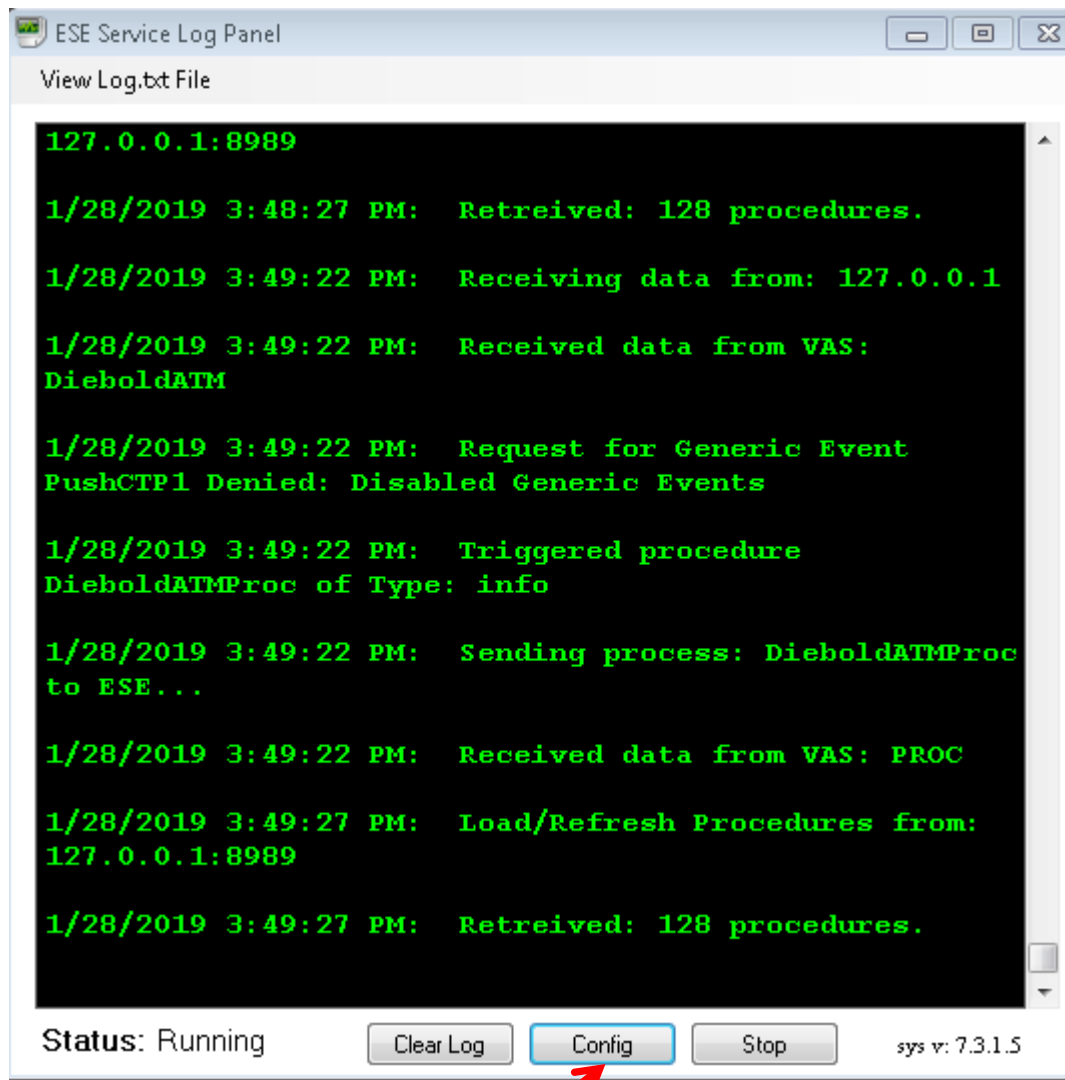 ESE Service Log Panel
View Log.txt File
127.0.0.1:8989
1/28/2019 3:48:27 PM:  Retreived: 128 procedures.
1/28/2019 3:49:22 PM:  Receiving data from: 127.0.0.1
1/28/2019 3:49:22 PM:  Received data from VAS:
DieboldATM
1/28/2019 3:49:22 PM:  Request for Generic Event
PushCTP1 Denied: Disabled Generic Events
1/28/2019 3:49:22 PM:  Triggered procedure
DieboldATMProc of Type: info
1/28/2019 3:49:22 PM:  Sending process: DieboldATMProc
to ESE...
1/28/2019 3:49:22 PM:  Received data from VAS: PROC
1/28/2019 3:49:27 PM:  Load/Refresh Procedures from:
127.0.0.1:8989
1/28/2019 3:49:27 PM:  Retreived: 128 procedures.
Status: Running Clear Log Config Stop sys v: 7.3.1.5